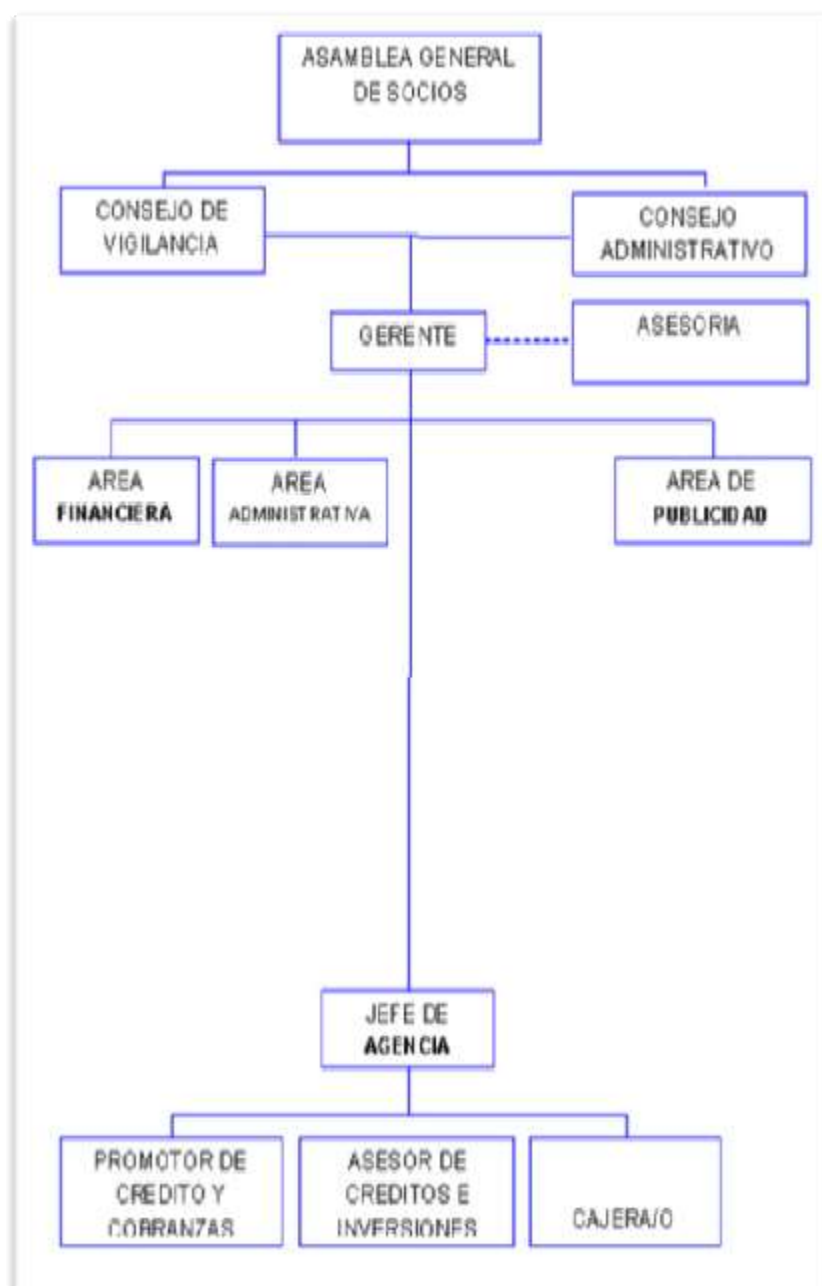 ASAMBLEA GENERAL
DE SOCIOS
CONSEJO DE
VIGILANCIA
CONSEJO
ADMINISTRATIVO
GERENTE
ASESORIA
AREA
FINANCIERA
AREA
ADMINISTRATIVA
AREA DE
PUBLICIDAD
JEFE DE
AGENCIA
PROMOTOR DE
CREDITO Y
COBRANZAS
ASESOR DE
CREDITOS E
INVERSIONES
CAJERA/O